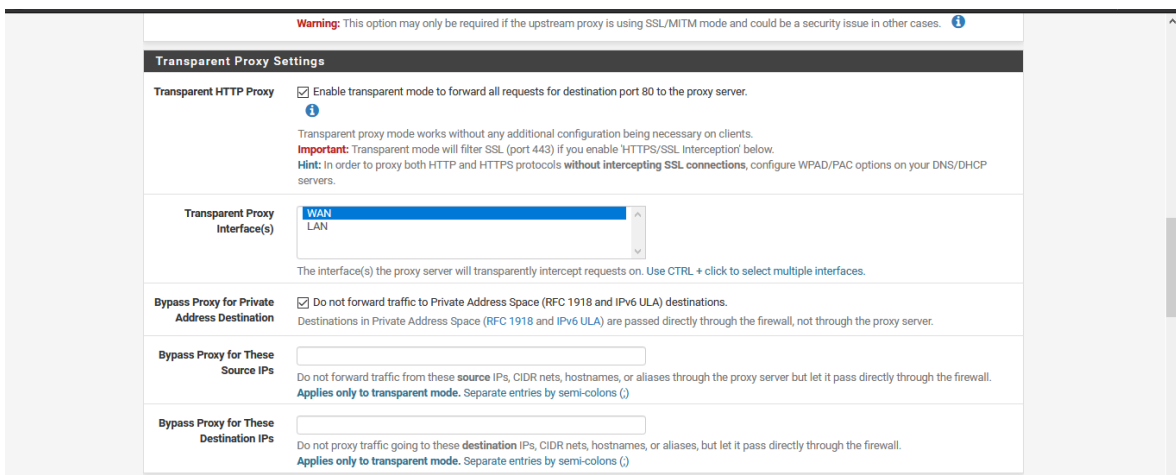 Warning: This option may only be required if the upstream proxy is using SSL/MITM mode and could be a security issue in other cases.
Transparent Proxy Settings
Transparent HTTP Proxy
Enable transparent mode to forward all requests for destination port 80 to the proxy server.
Transparent proxy mode works without any additional configuration being necessary on clients.
Important: Transparent mode will filter SSL (port 443) if you enable 'HTTPS/SSL Interception' below.
Hint: In order to proxy both HTTP and HTTPS protocols without intercepting SSL connections, configure WPAD/PAC options on your DNS/DHCP
servers.
Transparent Proxy
Interface(s)
WAN
LAN
The interface(s) the proxy server will transparently intercept requests on. Use CTRL + click to select multiple interfaces.
Bypass Proxy for Private
Address Destination
Do not forward traffic to Private Address Space (RFC 1918 and IPv6 ULA) destinations.
Destinations in Private Address Space (RFC 1918 and IPv6 ULA) are passed directly through the firewall, not through the proxy server.
Bypass Proxy for These
Source IPs
Do not forward traffic from these source IPs, CIDR nets, hostnames, or aliases through the proxy server but let it pass directly through the firewall.
Applies only to transparent mode. Separate entries by semi-colons (;)
Bypass Proxy for These
Destination IPs
Do not proxy traffic going to these destination IPs, CIDR nets, hostnames, or aliases, but let it pass directly through the firewall.
Applies only to transparent mode. Separate entries by semi-colons (;)